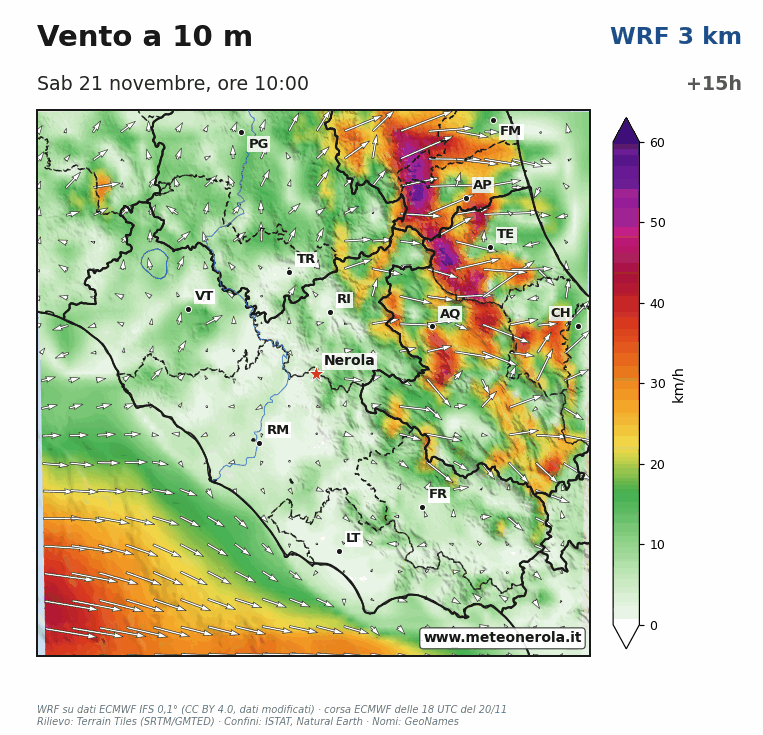 Vento a 10 m
WRF 3 km
Sab 21 novembre, ore 10:00
+15h
PG
FM
AP
TE
TR
VT
RI
AQ
CH
Nerola
RM
FR
LT
www.meteonerola.it
60
50
40
30
20
10
0
km/h
WRF su dati ECMWF IFS 0,1° (CC BY 4.0, dati modificati) · corsa ECMWF delle 18 UTC del 20/11
Rilievo: Terrain Tiles (SRTM/GMTED) · Confini: ISTAT, Natural Earth · Nomi: GeoNames